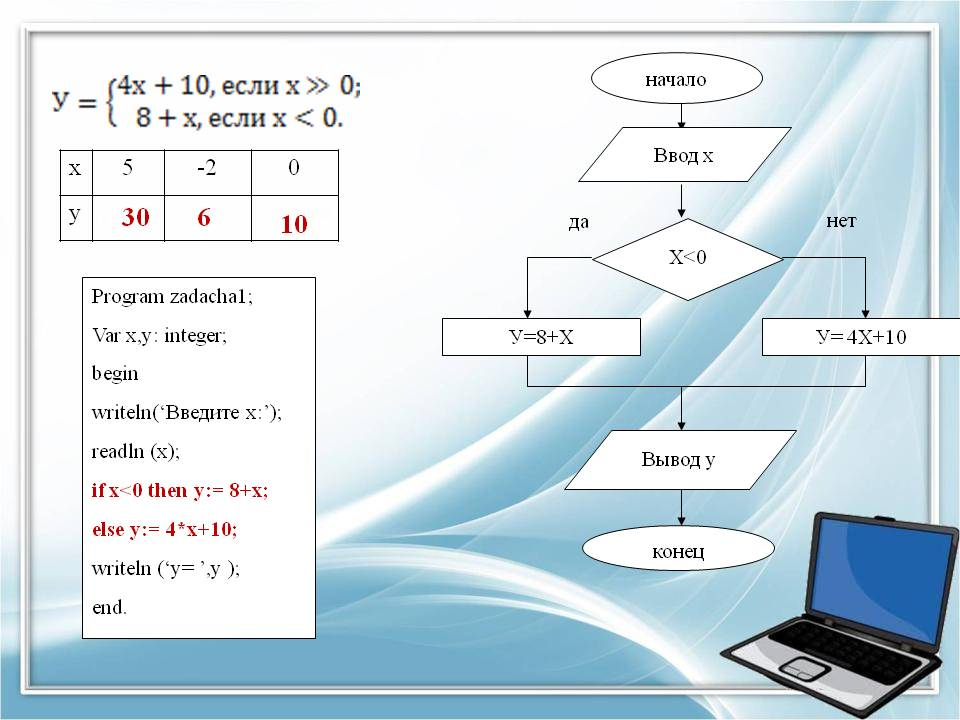 У = { 4x + 10, если x ≫ 0;
8 + x, если x < 0.
x 5 -2 0
y 30 6 10
Program zadacha1;
Var x,y: integer;
begin
writeln(‘Введите x:’);
readln (x);
if x<0 then y:= 8+x;
else y:= 4*x+10;
writeln (‘y= ’,y );
end.
начало
Ввод x
да
нет
X<0
У=8+X
У= 4X+10
Вывод y
конец